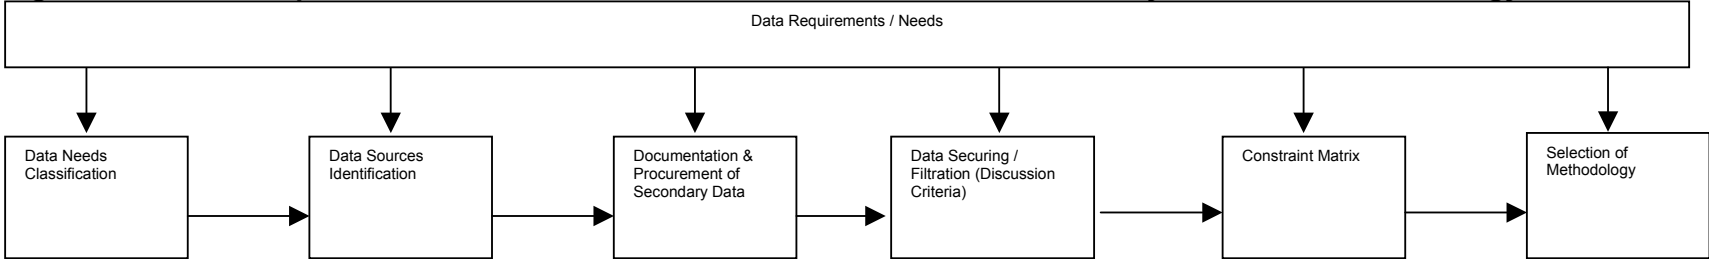 Data Requirements / Needs
Data Needs
Classification
Data Sources
Identification
Documentation &
Procurement of
Secondary Data
Data Securing /
Filtration (Discussion
Criteria)
Constraint Matrix
Selection of
Methodology